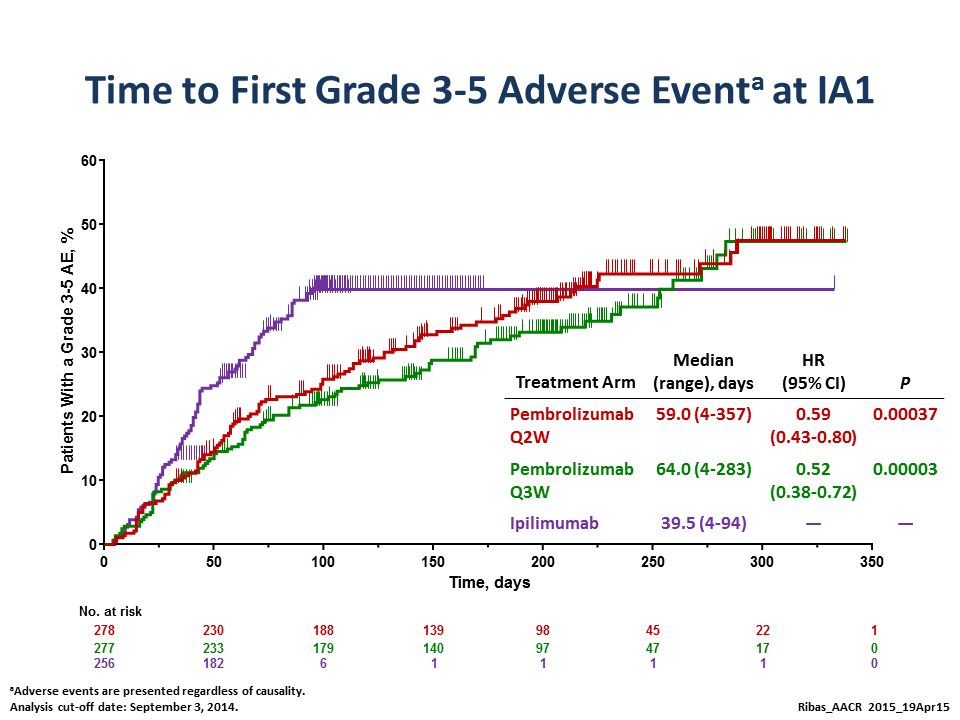 Time to First Grade 3-5 Adverse Eventᵃ at IA1
Patients With a Grade 3-5 AE, %
60
50
40
30
20
10
0
0 50 100 150 200 250 300 350
Time, days
Treatment Arm Median (range), days HR (95% CI) P
Pembrolizumab Q2W 59.0 (4-357) 0.59 (0.43-0.80) 0.00037
Pembrolizumab Q3W 64.0 (4-283) 0.52 (0.38-0.72) 0.00003
Ipilimumab 39.5 (4-94) — —
No. at risk
278 230 188 139 98 45 22 1
277 233 179 140 97 47 17 0
256 182 6 1 1 1 1 0
ᵃAdverse events are presented regardless of causality.
Analysis cut-off date: September 3, 2014.
Ribas_AACR 2015_19Apr15